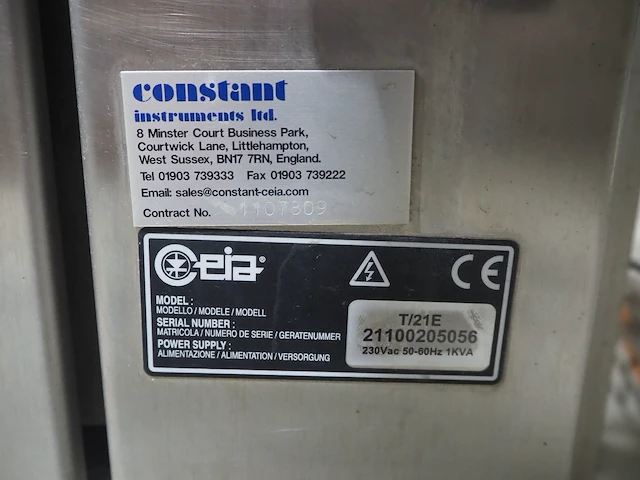 constant
instruments ltd.
8 Minster Court Business Park,
Courtwick Lane, Littlehampton,
West Sussex, BN17 7RN, England.
Tel 01903 739333 Fax 01903 739222
Email: sales@constant-ceia.com
Contract No. 1107809
Ceia
CE
MODEL :
MODELLO / MODELE / MODELL
SERIAL NUMBER :
MATRICOLA / NUMERO DE SERIE / GERATENUMMER
POWER SUPPLY :
ALIMENTAZIONE / ALIMENTATION / VERSORGUNG
T/21E
21100205056
230Vac 50-60Hz 1KVA